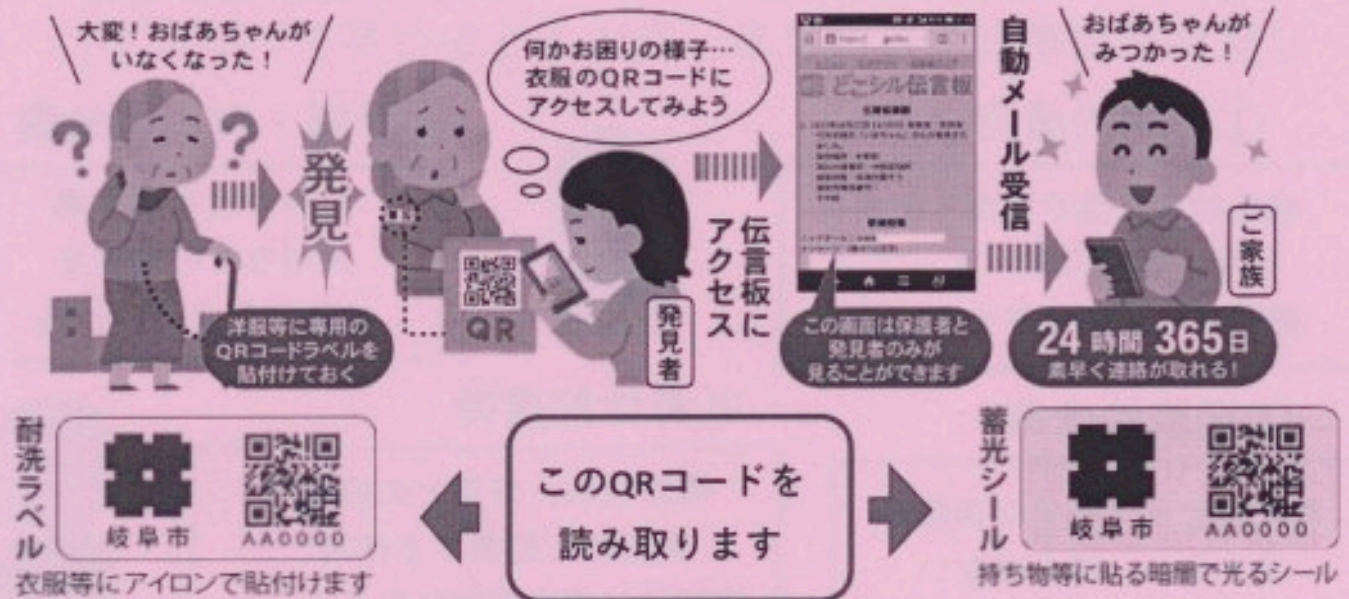 大変！おばあちゃんが
いなくなった！
?
?
発見
洋服等に専用の
QRコードラベルを
貼付けておく
何かお困りの様子…
衣服のQRコードに
アクセスしてみよう
QR
発見者
伝言板に
アクセス
どこシル伝言板
この画面は保護者と
発見者のみが
見ることができます
自動メール受信
おばあちゃんが
みつかった！
ご家族
24時間 365日
素早く連絡が取れる！
耐洗ラベル
岐阜市
AA0000
衣服等にアイロンで貼付けます
このQRコードを
読み取ります
蓄光シール
岐阜市
AA0000
持ち物等に貼る暗闇で光るシール